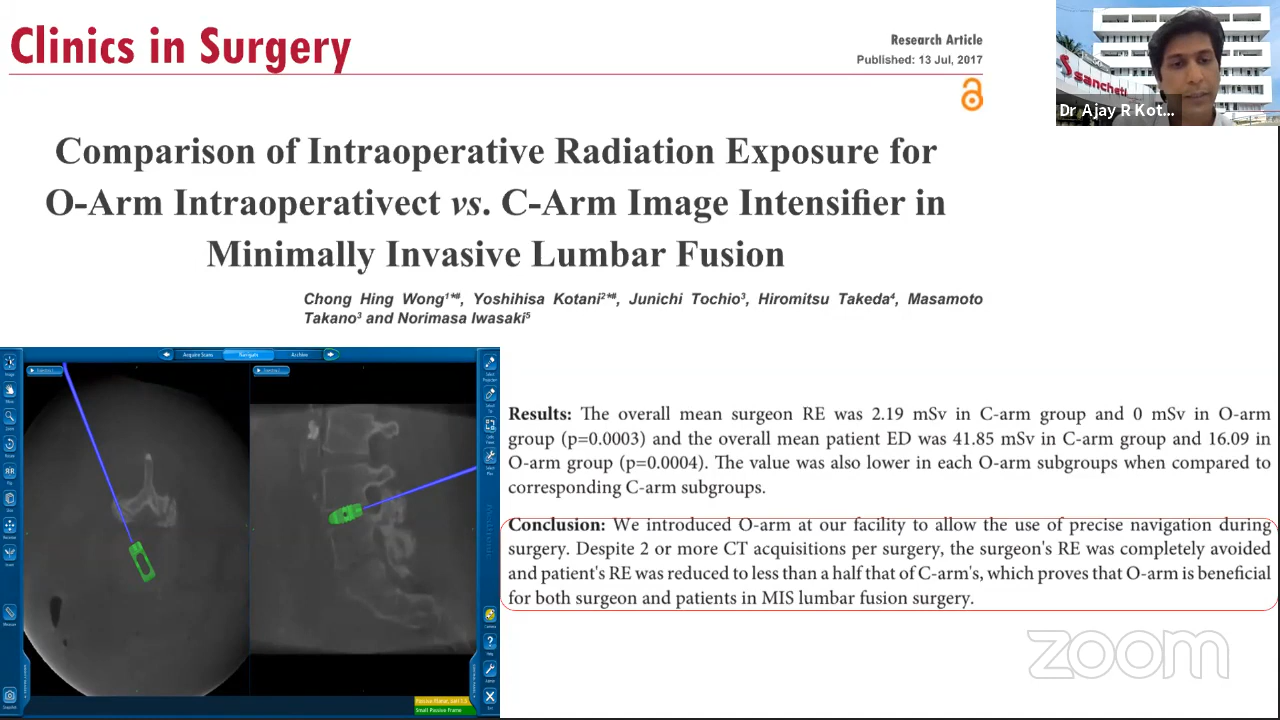 Clinics in Surgery
Research Article
Published: 13 Jul, 2017
sancheti
Dr Ajay R Kot...
Comparison of Intraoperative Radiation Exposure for
O-Arm Intraoperativect vs. C-Arm Image Intensifier in
Minimally Invasive Lumbar Fusion
Chong Hing Wong¹*#, Yoshihisa Kotani²*#, Junichi Tochio³, Hiromitsu Takeda⁴, Masamoto
Takano³ and Norimasa Iwasaki⁵
Acquire Scans Navigate Archive
Results: The overall mean surgeon RE was 2.19 mSv in C-arm group and 0 mSv in O-arm
group (p=0.0003) and the overall mean patient ED was 41.85 mSv in C-arm group and 16.09 in
O-arm group (p=0.0004). The value was also lower in each O-arm subgroups when compared to
corresponding C-arm subgroups.
Conclusion: We introduced O-arm at our facility to allow the use of precise navigation during
surgery. Despite 2 or more CT acquisitions per surgery, the surgeon's RE was completely avoided
and patient's RE was reduced to less than a half that of C-arm's, which proves that O-arm is beneficial
for both surgeon and patients in MIS lumbar fusion surgery.
Small Passive Frame
zoom